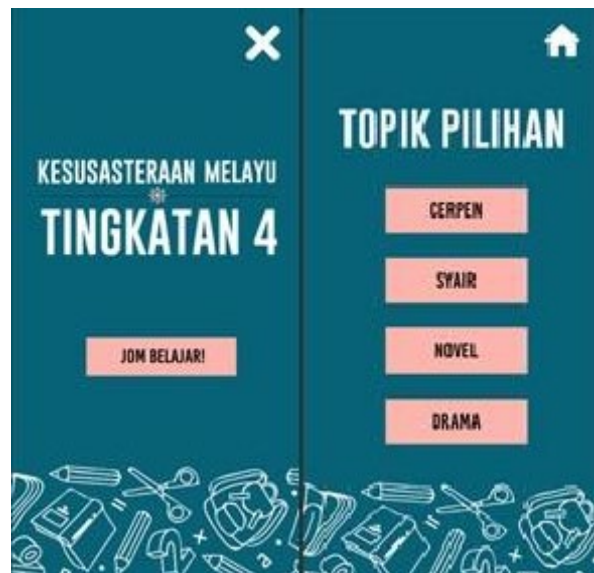 KESUSASTERAAN MELAYU
TINGKATAN 4
JOM BELAJAR!
TOPIK PILIHAN
CERPEN
SYAIR
NOVEL
DRAMA